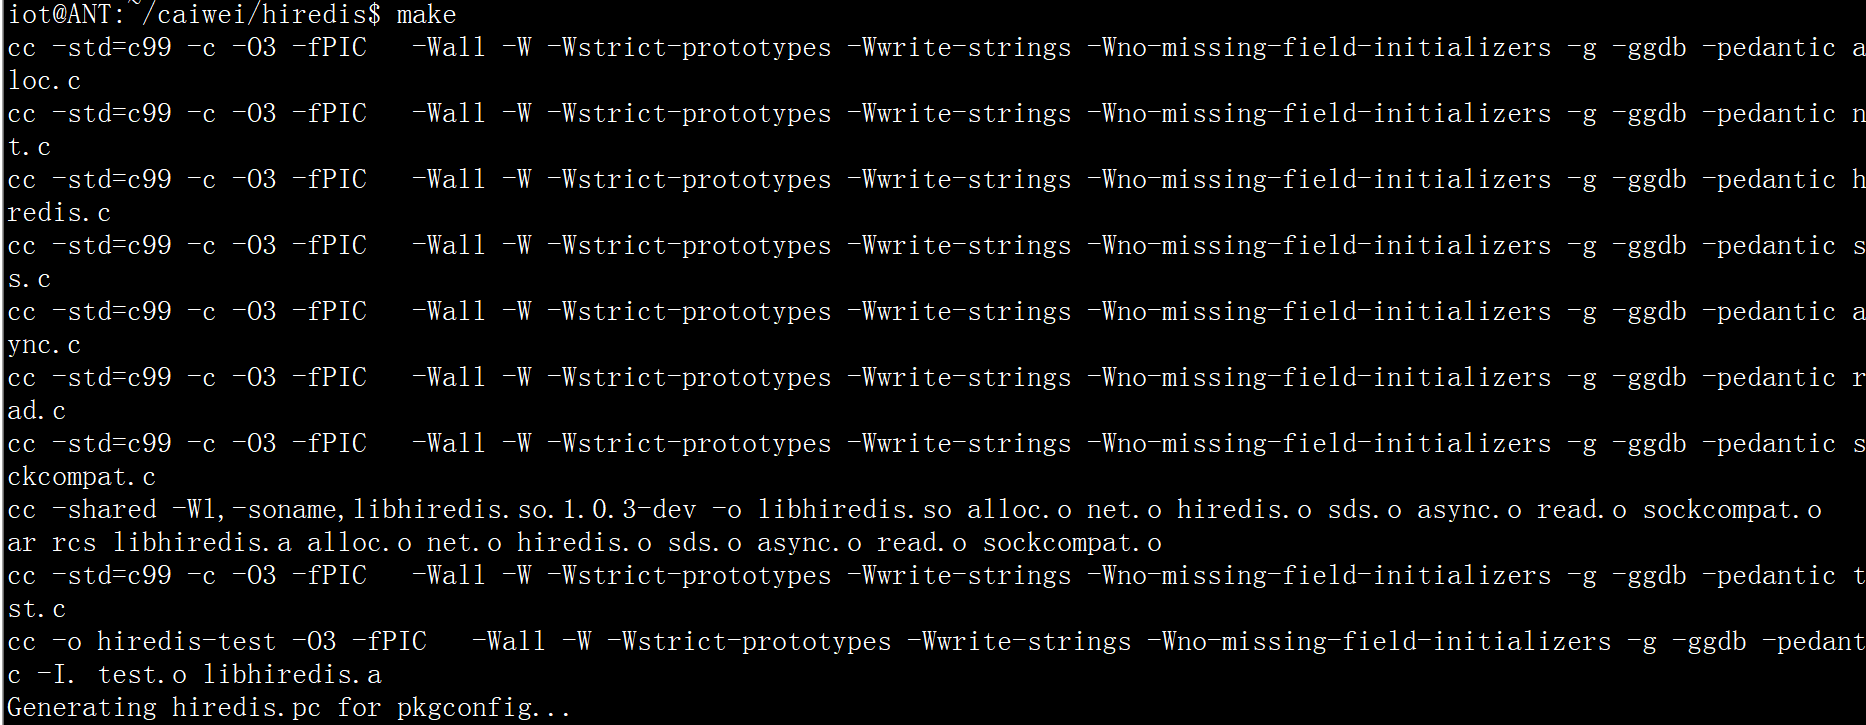 iot@ANT:~/caiwei/hiredis$ make
cc -std=c99 -c -O3 -fPIC   -Wall -W -Wstrict-prototypes -Wwrite-strings -Wno-missing-field-initializers -g -ggdb -pedantic a
loc.c
cc -std=c99 -c -O3 -fPIC   -Wall -W -Wstrict-prototypes -Wwrite-strings -Wno-missing-field-initializers -g -ggdb -pedantic n
t.c
cc -std=c99 -c -O3 -fPIC   -Wall -W -Wstrict-prototypes -Wwrite-strings -Wno-missing-field-initializers -g -ggdb -pedantic h
redis.c
cc -std=c99 -c -O3 -fPIC   -Wall -W -Wstrict-prototypes -Wwrite-strings -Wno-missing-field-initializers -g -ggdb -pedantic s
s.c
cc -std=c99 -c -O3 -fPIC   -Wall -W -Wstrict-prototypes -Wwrite-strings -Wno-missing-field-initializers -g -ggdb -pedantic a
ync.c
cc -std=c99 -c -O3 -fPIC   -Wall -W -Wstrict-prototypes -Wwrite-strings -Wno-missing-field-initializers -g -ggdb -pedantic r
ad.c
cc -std=c99 -c -O3 -fPIC   -Wall -W -Wstrict-prototypes -Wwrite-strings -Wno-missing-field-initializers -g -ggdb -pedantic s
ckcompat.c
cc -shared -Wl,-soname,libhiredis.so.1.0.3-dev -o libhiredis.so alloc.o net.o hiredis.o sds.o async.o read.o sockcompat.o
ar rcs libhiredis.a alloc.o net.o hiredis.o sds.o async.o read.o sockcompat.o
cc -std=c99 -c -O3 -fPIC   -Wall -W -Wstrict-prototypes -Wwrite-strings -Wno-missing-field-initializers -g -ggdb -pedantic t
st.c
cc -o hiredis-test -O3 -fPIC   -Wall -W -Wstrict-prototypes -Wwrite-strings -Wno-missing-field-initializers -g -ggdb -pedant
c -I. test.o libhiredis.a
Generating hiredis.pc for pkgconfig...